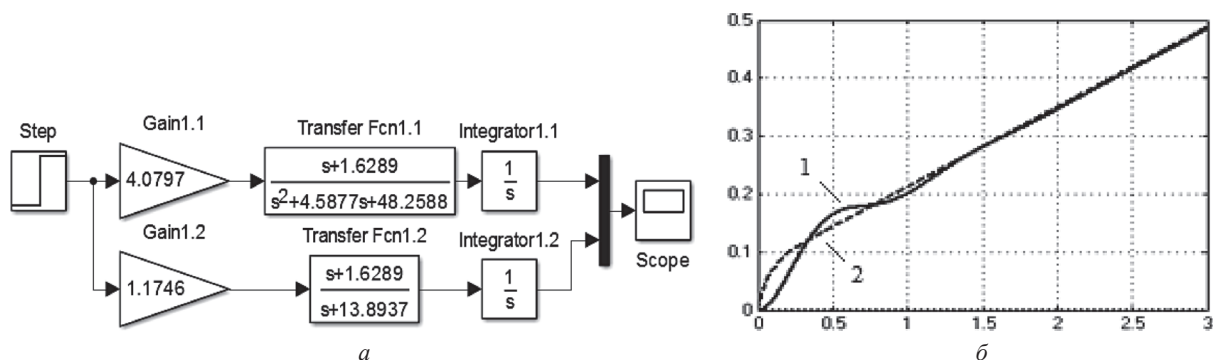 Step
Gain1.1
4.0797
Transfer Fcn1.1
s+1.6289
s²+4.5877s+48.2588
Integrator1.1
1
s
Gain1.2
1.1746
Transfer Fcn1.2
s+1.6289
s+13.8937
Integrator1.2
1
s
Scope
а
0.5
0.4
0.3
0.2
0.1
0
1
2
0
0.5
1
1.5
2
2.5
3
б